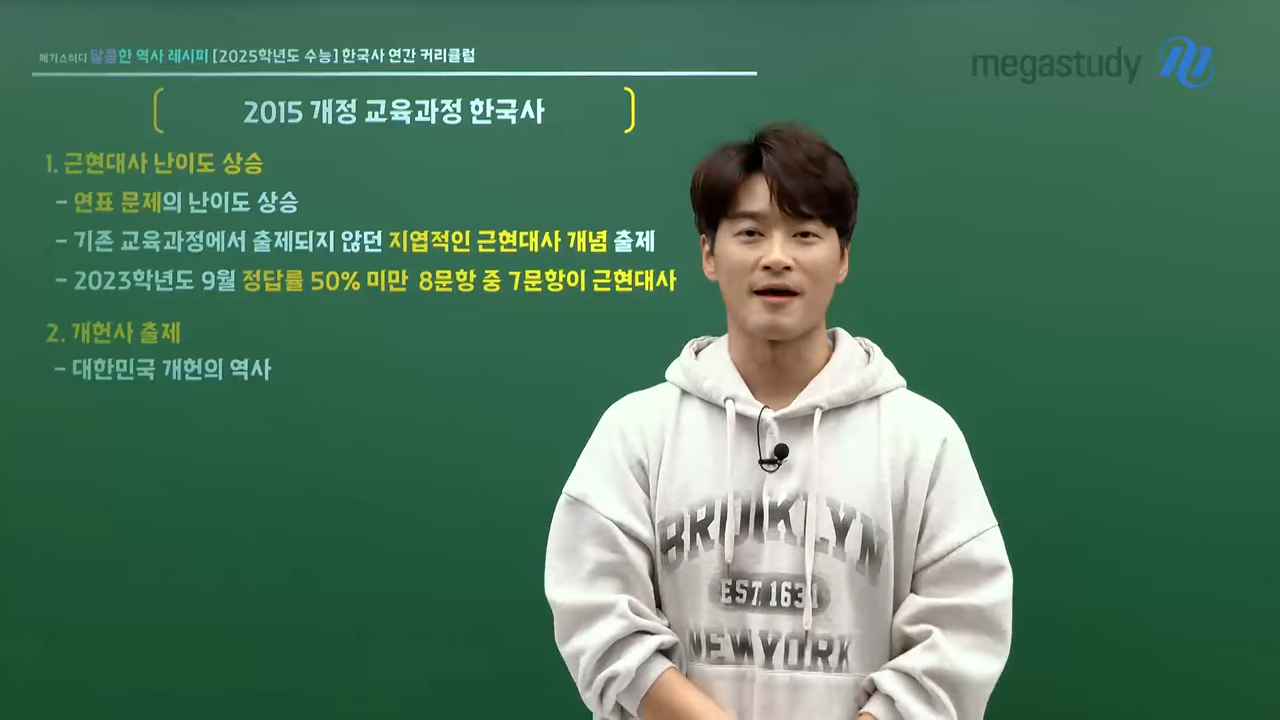 메가스터디 달음한 역사 레시피 [2025학년도 수능] 한국사 연간 커리큘럼
megastudy
2015 개정 교육과정 한국사
1. 근현대사 난이도 상승
- 연표 문제의 난이도 상승
- 기존 교육과정에서 출제되지 않던 지엽적인 근현대사 개념 출제
- 2023학년도 9월 정답률 50% 미만 8문항 중 7문항이 근현대사
2. 개헌사 출제
- 대한민국 개헌의 역사
BROOKLYN
EST. 1631
NEW YORK